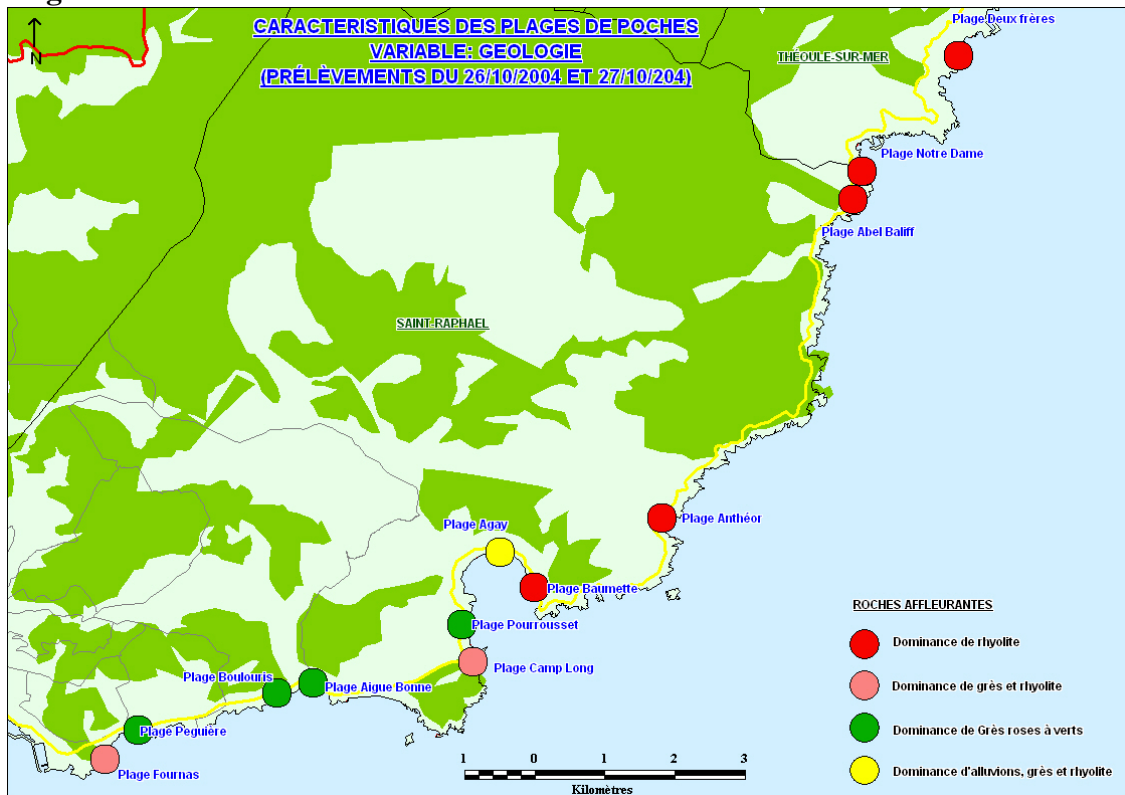 CARACTERISTIQUES DES PLAGES DE POCHES
VARIABLE: GEOLOGIE
(PRÉLÈVEMENTS DU 26/10/2004 ET 27/10/204)
N
Plage Deux frères
THÉOULE-SUR-MER
Plage Notre Dame
Plage Abel Baliff
SAINT-RAPHAEL
Plage Anthéor
Plage Agay
Plage Baumette
Plage Pourrousset
Plage Camp Long
Plage Boulouris
Plage Aigue Bonne
Plage Peguière
Plage Fournas
ROCHES AFFLEURANTES
Dominance de rhyolite
Dominance de grès et rhyolite
Dominance de Grès roses à verts
Dominance d'alluvions, grès et rhyolite
1 0 1 2 3
Kilomètres